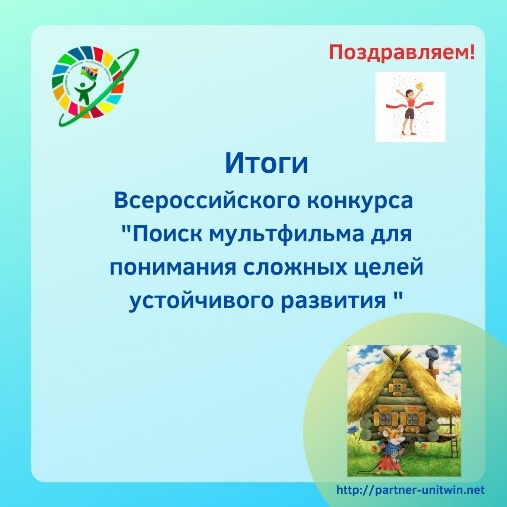 Поздравляем!
Итоги
Всероссийского конкурса
"Поиск мультфильма для
понимания сложных целей
устойчивого развития "
http://partner-unitwin.net